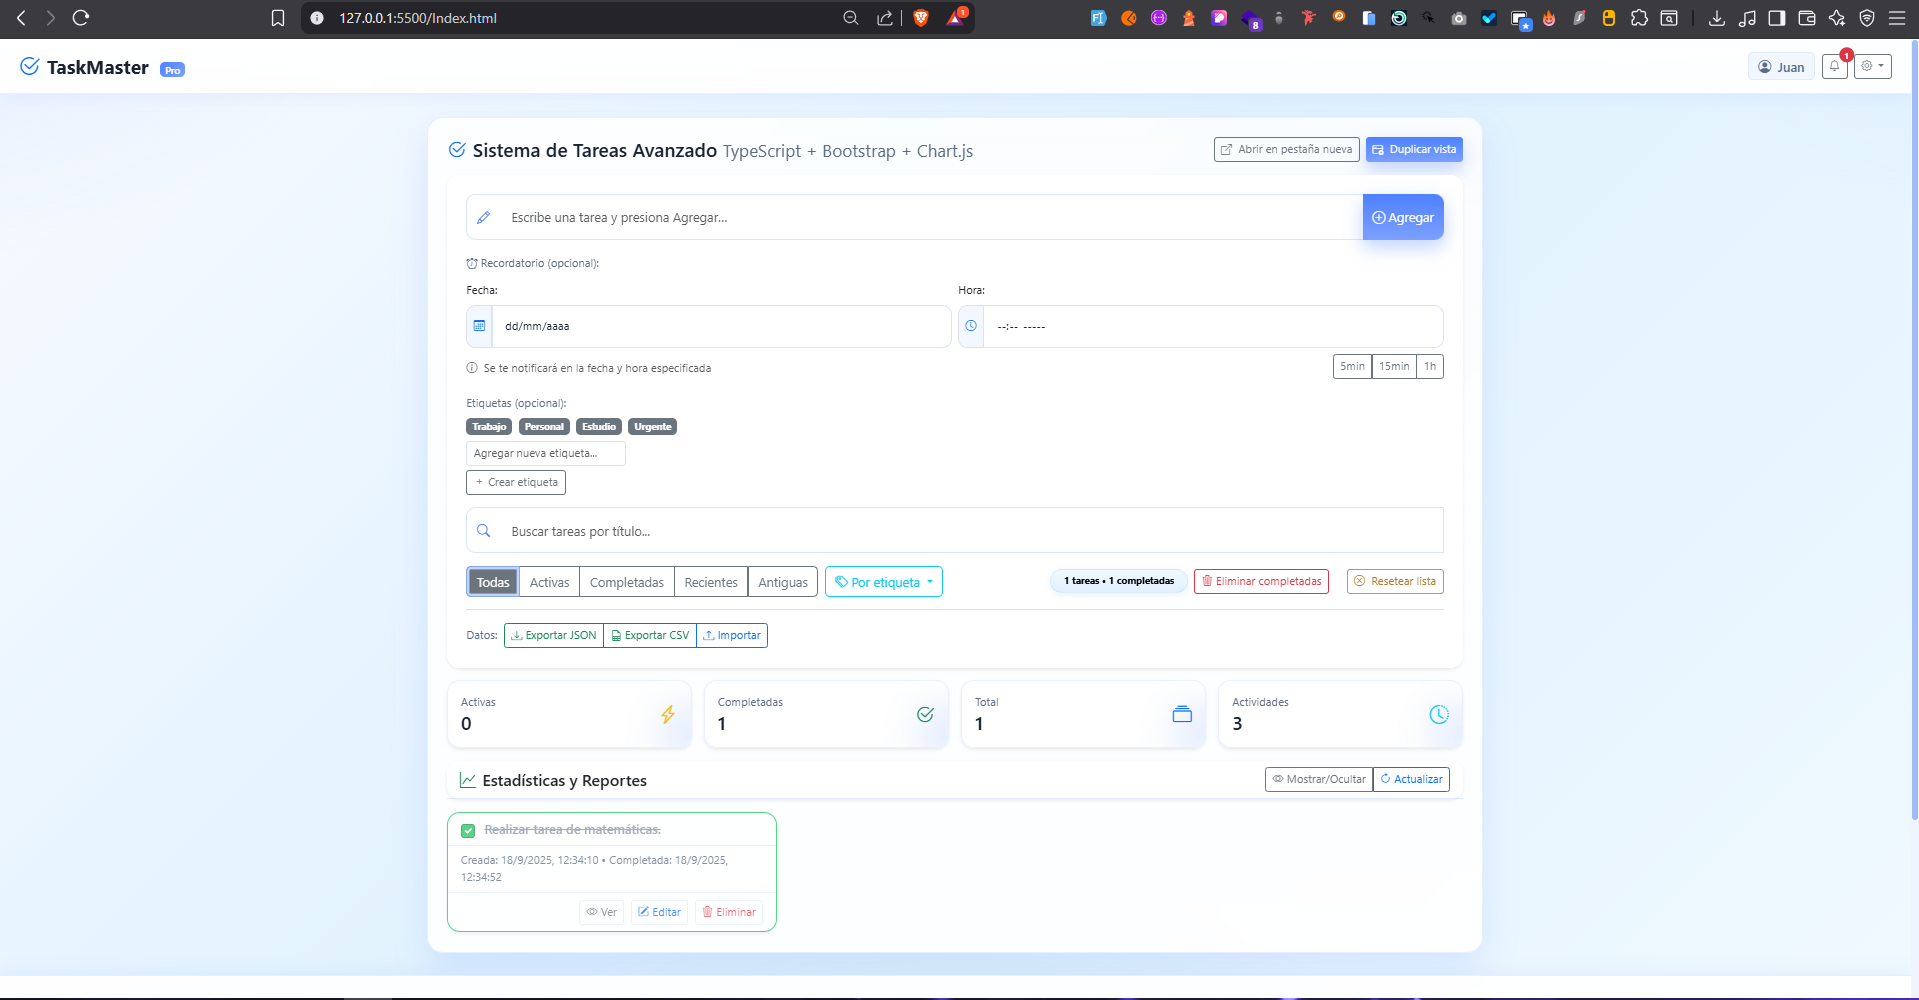 127.0.0.1:5500/Index.html
1
8
TaskMaster Pro
Juan
1
Sistema de Tareas Avanzado TypeScript + Bootstrap + Chart.js
Abrir en pestaña nueva
Duplicar vista
Escribe una tarea y presiona Agregar...
Agregar
Recordatorio (opcional):
Fecha:
Hora:
dd/mm/aaaa
--:-- -----
Se te notificará en la fecha y hora especificada
5min 15min 1h
Etiquetas (opcional):
Trabajo Personal Estudio Urgente
Agregar nueva etiqueta...
+ Crear etiqueta
Buscar tareas por título...
Todas Activas Completadas Recientes Antiguas Por etiqueta
1 tareas • 1 completadas
Eliminar completadas
Resetear lista
Datos: Exportar JSON Exportar CSV Importar
Activas
0
Completadas
1
Total
1
Actividades
3
Estadísticas y Reportes
Mostrar/Ocultar Actualizar
Realizar tarea de matemáticas.
Creada: 18/9/2025, 12:34:10 • Completada: 18/9/2025,
12:34:52
Ver Editar Eliminar